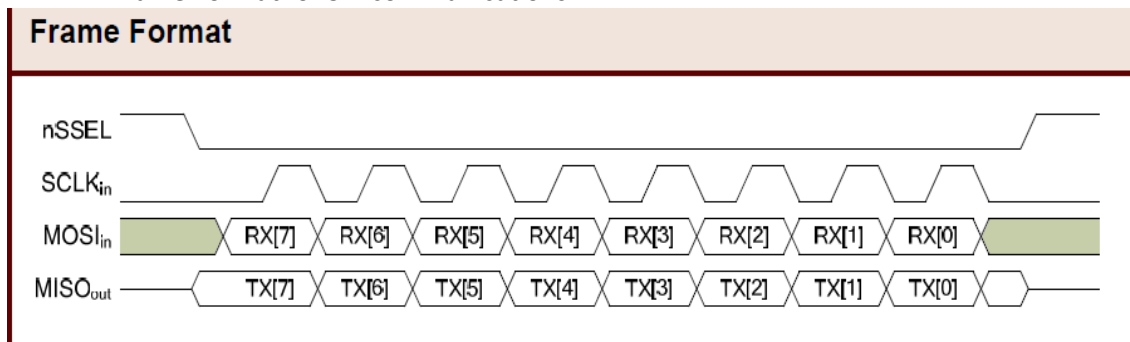 Frame Format
nSSEL
SCLKin
MOSIin RX[7] RX[6] RX[5] RX[4] RX[3] RX[2] RX[1] RX[0]
MISOout TX[7] TX[6] TX[5] TX[4] TX[3] TX[2] TX[1] TX[0]